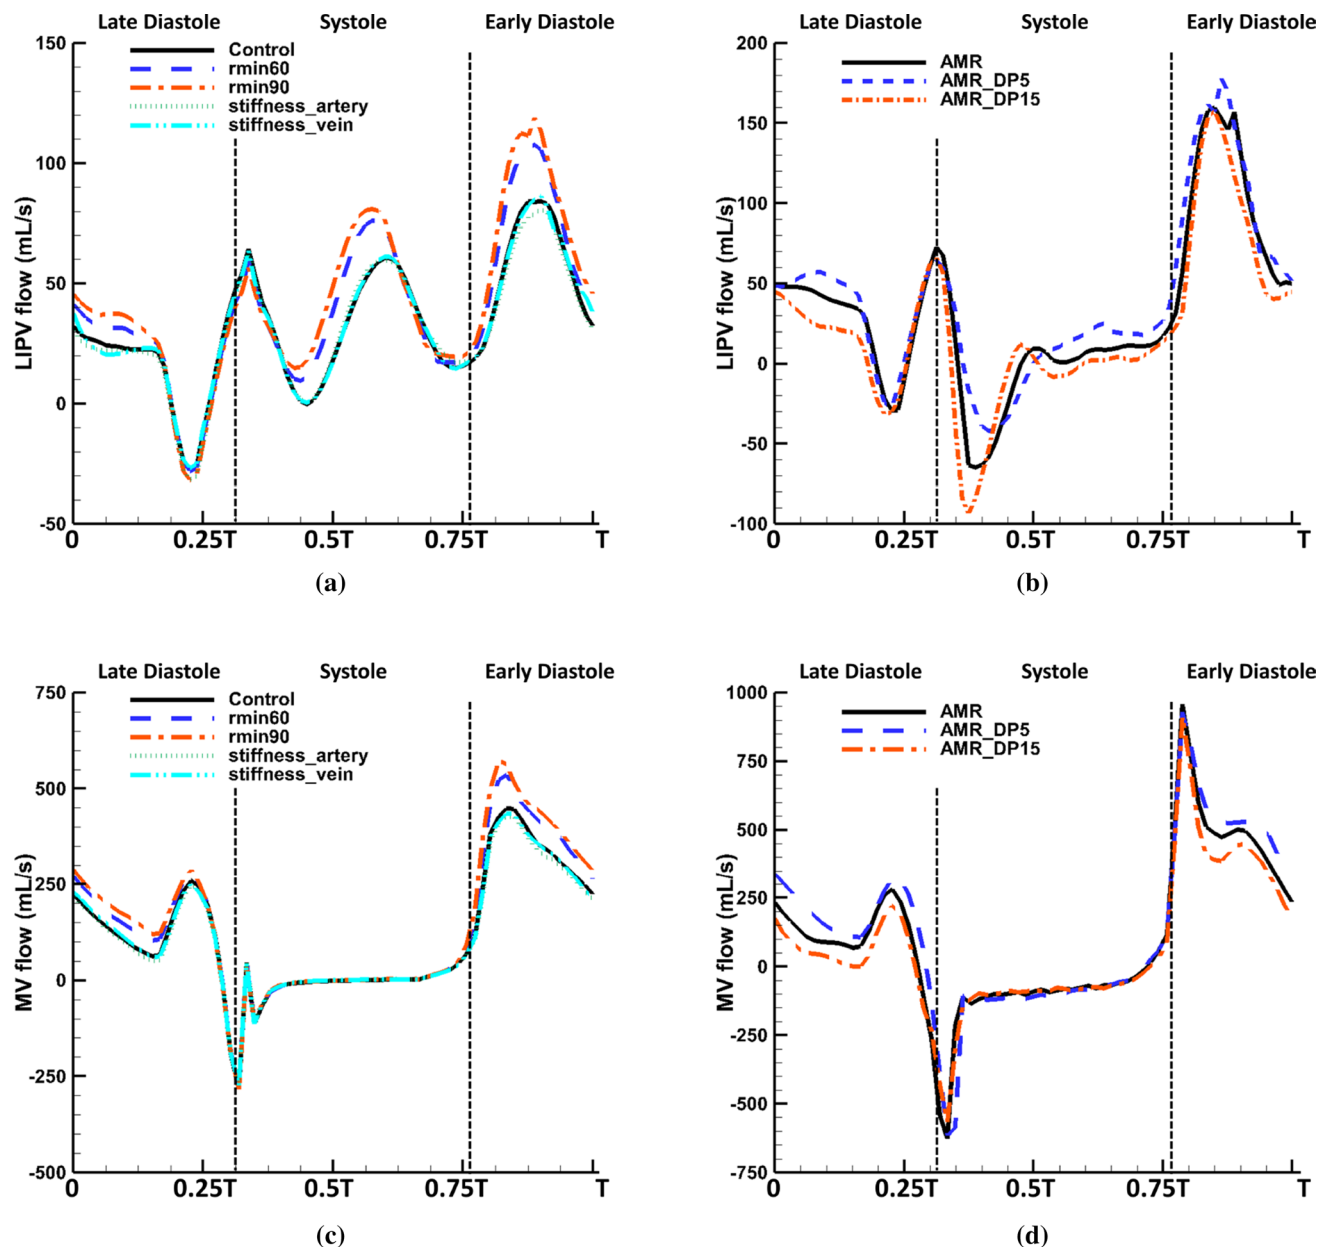 Late Diastole Systole Early Diastole
150
100
50
0
-50
LIPV flow (mL/s)
Control
rmin60
rmin90
stiffness_artery
stiffness_vein
0 0.25T 0.5T 0.75T T
(a)
Late Diastole Systole Early Diastole
200
150
100
50
0
-50
-100
LIPV flow (mL/s)
AMR
AMR_DP5
AMR_DP15
0 0.25T 0.5T 0.75T T
(b)
Late Diastole Systole Early Diastole
750
500
250
0
-250
-500
MV flow (mL/s)
Control
rmin60
rmin90
stiffness_artery
stiffness_vein
0 0.25T 0.5T 0.75T T
(c)
Late Diastole Systole Early Diastole
1000
750
500
250
0
-250
-500
-750
MV flow (mL/s)
AMR
AMR_DP5
AMR_DP15
0 0.25T 0.5T 0.75T T
(d)